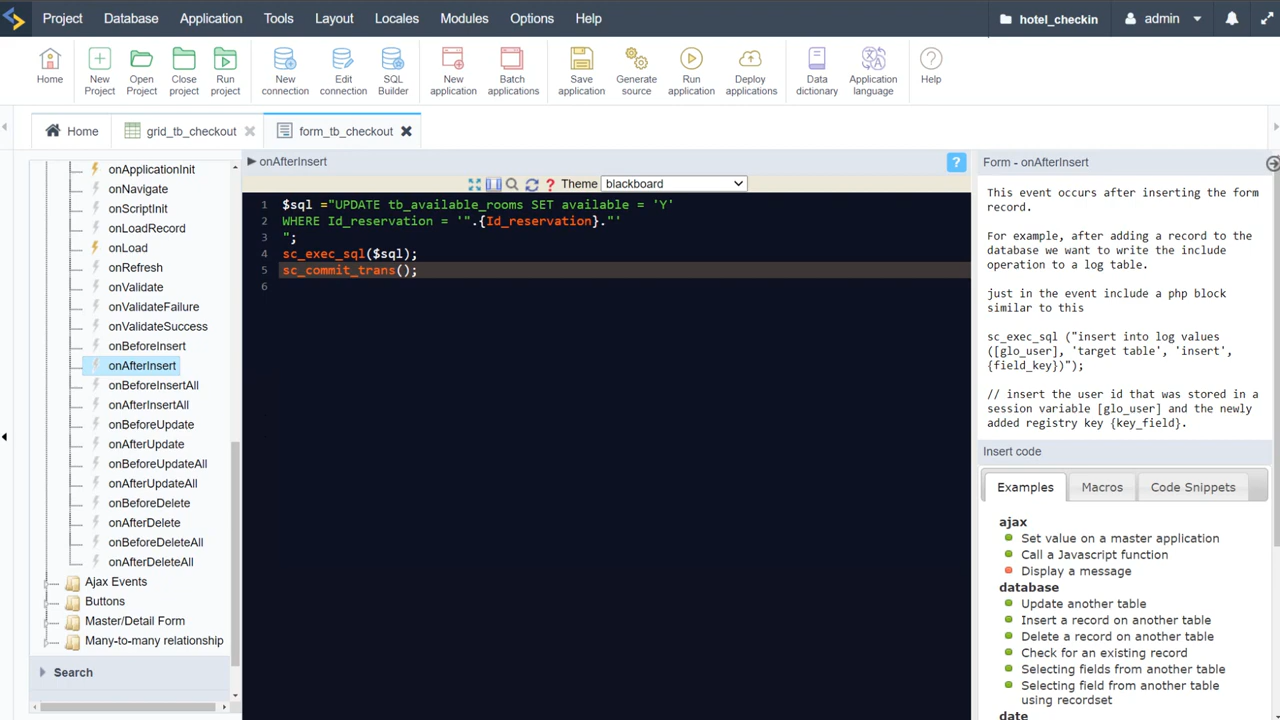 Project Database Application Tools Layout Locales Modules Options Help hotel_checkin admin
Home New Project Open Project Close project Run project New connection Edit connection SQL Builder New application Batch applications Save application Generate source Run application Deploy applications Data dictionary Application language Help
Home grid_tb_checkout form_tb_checkout
onApplicationInit
onNavigate
onScriptInit
onLoadRecord
onLoad
onRefresh
onValidate
onValidateFailure
onValidateSuccess
onBeforeInsert
onAfterInsert
onBeforeInsertAll
onAfterInsertAll
onBeforeUpdate
onAfterUpdate
onBeforeUpdateAll
onAfterUpdateAll
onBeforeDelete
onAfterDelete
onBeforeDeleteAll
onAfterDeleteAll
Ajax Events
Buttons
Master/Detail Form
Many-to-many relationship
Search
onAfterInsert ?
? Theme blackboard
1 $sql ="UPDATE tb_available_rooms SET available = 'Y'
2 WHERE Id_reservation = '".{Id_reservation}."'
3 ";
4 sc_exec_sql($sql);
5 sc_commit_trans();
6
Form - onAfterInsert
This event occurs after inserting the form
record.
For example, after adding a record to the
database we want to write the include
operation to a log table.
just in the event include a php block
similar to this
sc_exec_sql ("insert into log values
([glo_user], 'target table', 'insert',
{field_key})");
// insert the user id that was stored in a
session variable [glo_user] and the newly
added registry key {key_field}.
Insert code
Examples Macros Code Snippets
ajax
Set value on a master application
Call a Javascript function
Display a message
database
Update another table
Insert a record on another table
Delete a record on another table
Check for an existing record
Selecting fields from another table
Selecting field from another table
using recordset
date